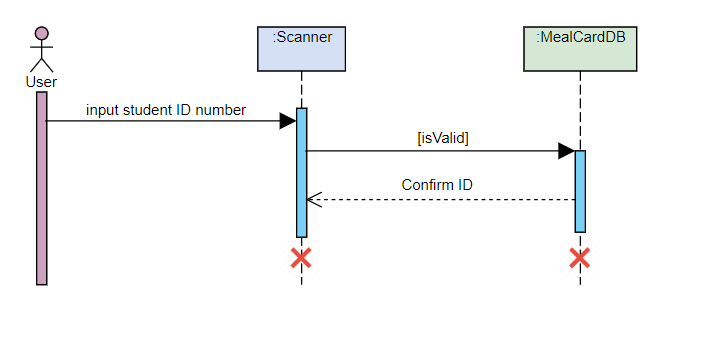 :Scanner
:MealCardDB
User
input student ID number
[isValid]
Confirm ID